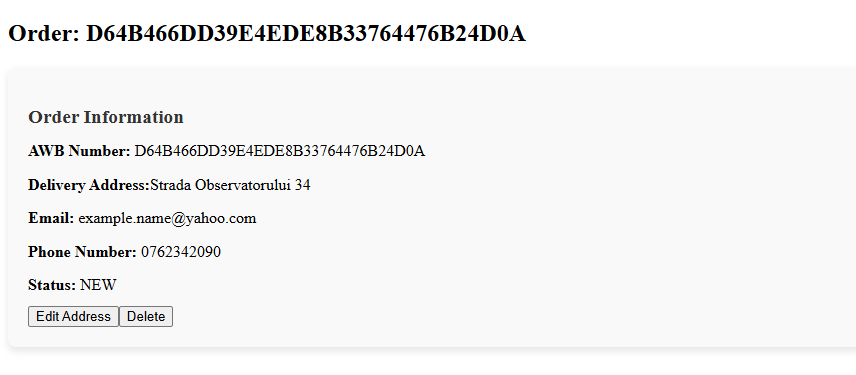 Order: D64B466DD39E4EDE8B33764476B24D0A
Order Information
AWB Number: D64B466DD39E4EDE8B33764476B24D0A
Delivery Address:Strada Observatorului 34
Email: example.name@yahoo.com
Phone Number: 0762342090
Status: NEW
Edit Address Delete